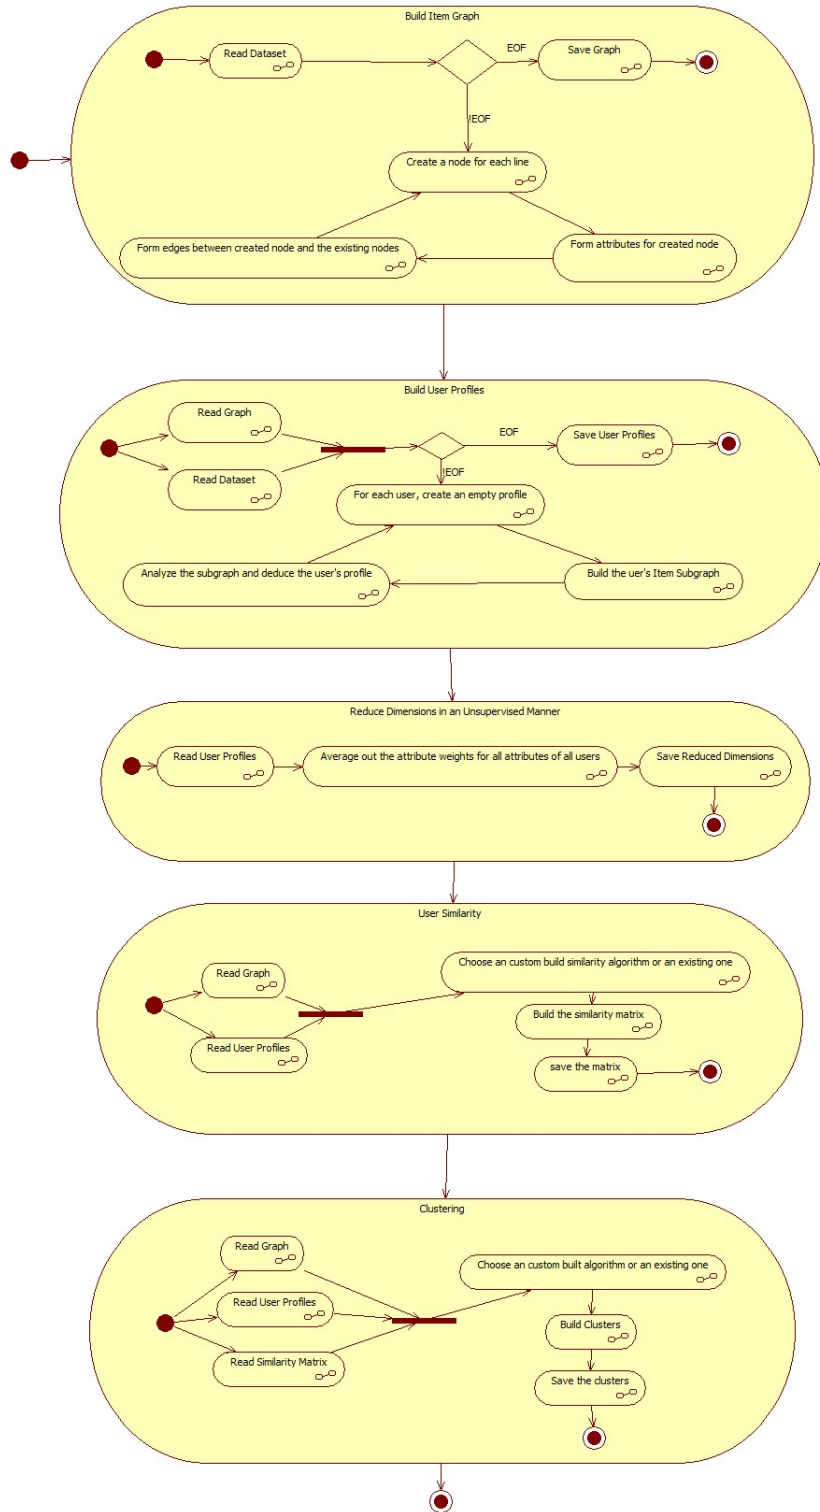 Build Item Graph
Read Dataset
EOF
Save Graph
!EOF
Create a node for each line
Form edges between created node and the existing nodes
Form attributes for created node
Build User Profiles
Read Graph
EOF
Save User Profiles
Read Dataset
!EOF
For each user, create an empty profile
Analyze the subgraph and deduce the user's profile
Build the uer's Item Subgraph
Reduce Dimensions in an Unsupervised Manner
Read User Profiles
Average out the attribute weights for all attributes of all users
Save Reduced Dimensions
User Similarity
Choose an custom build similarity algorithm or an existing one
Read Graph
Build the similarity matrix
Read User Profiles
save the matrix
Clustering
Read Graph
Choose an custom built algorithm or an existing one
Read User Profiles
Build Clusters
Read Similarity Matrix
Save the clusters